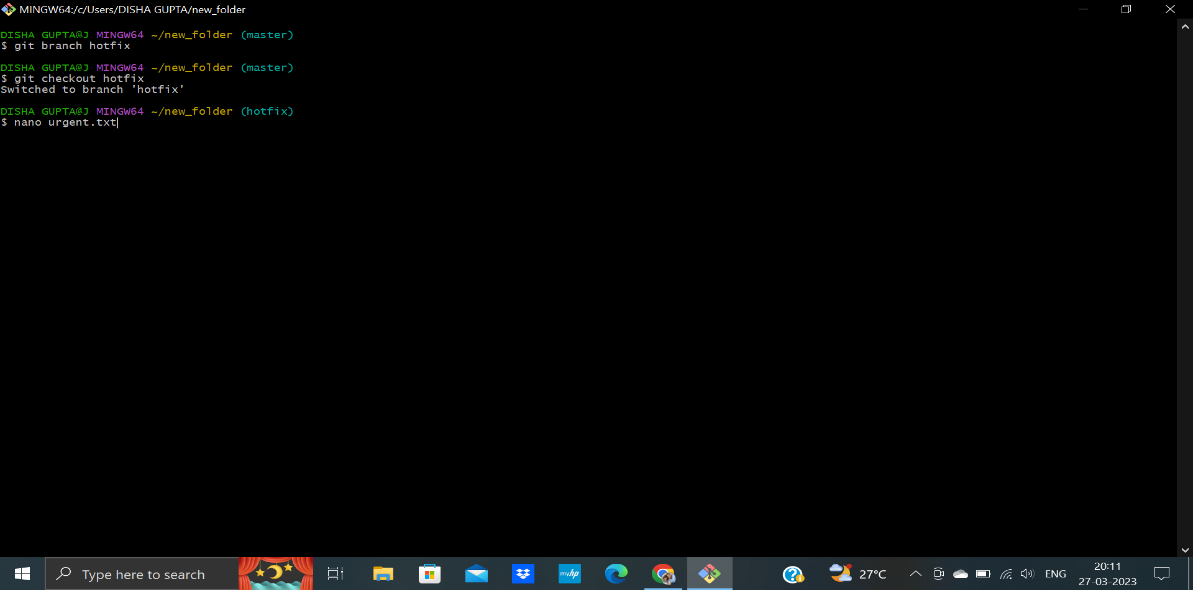 MINGW64:/c/Users/DISHA GUPTA/new_folder
DISHA GUPTA@J MINGW64 ~/new_folder (master)
$ git branch hotfix
DISHA GUPTA@J MINGW64 ~/new_folder (master)
$ git checkout hotfix
Switched to branch 'hotfix'
DISHA GUPTA@J MINGW64 ~/new_folder (hotfix)
$ nano urgent.txt
Type here to search
myhp
27°C
ENG
20:11
27-03-2023